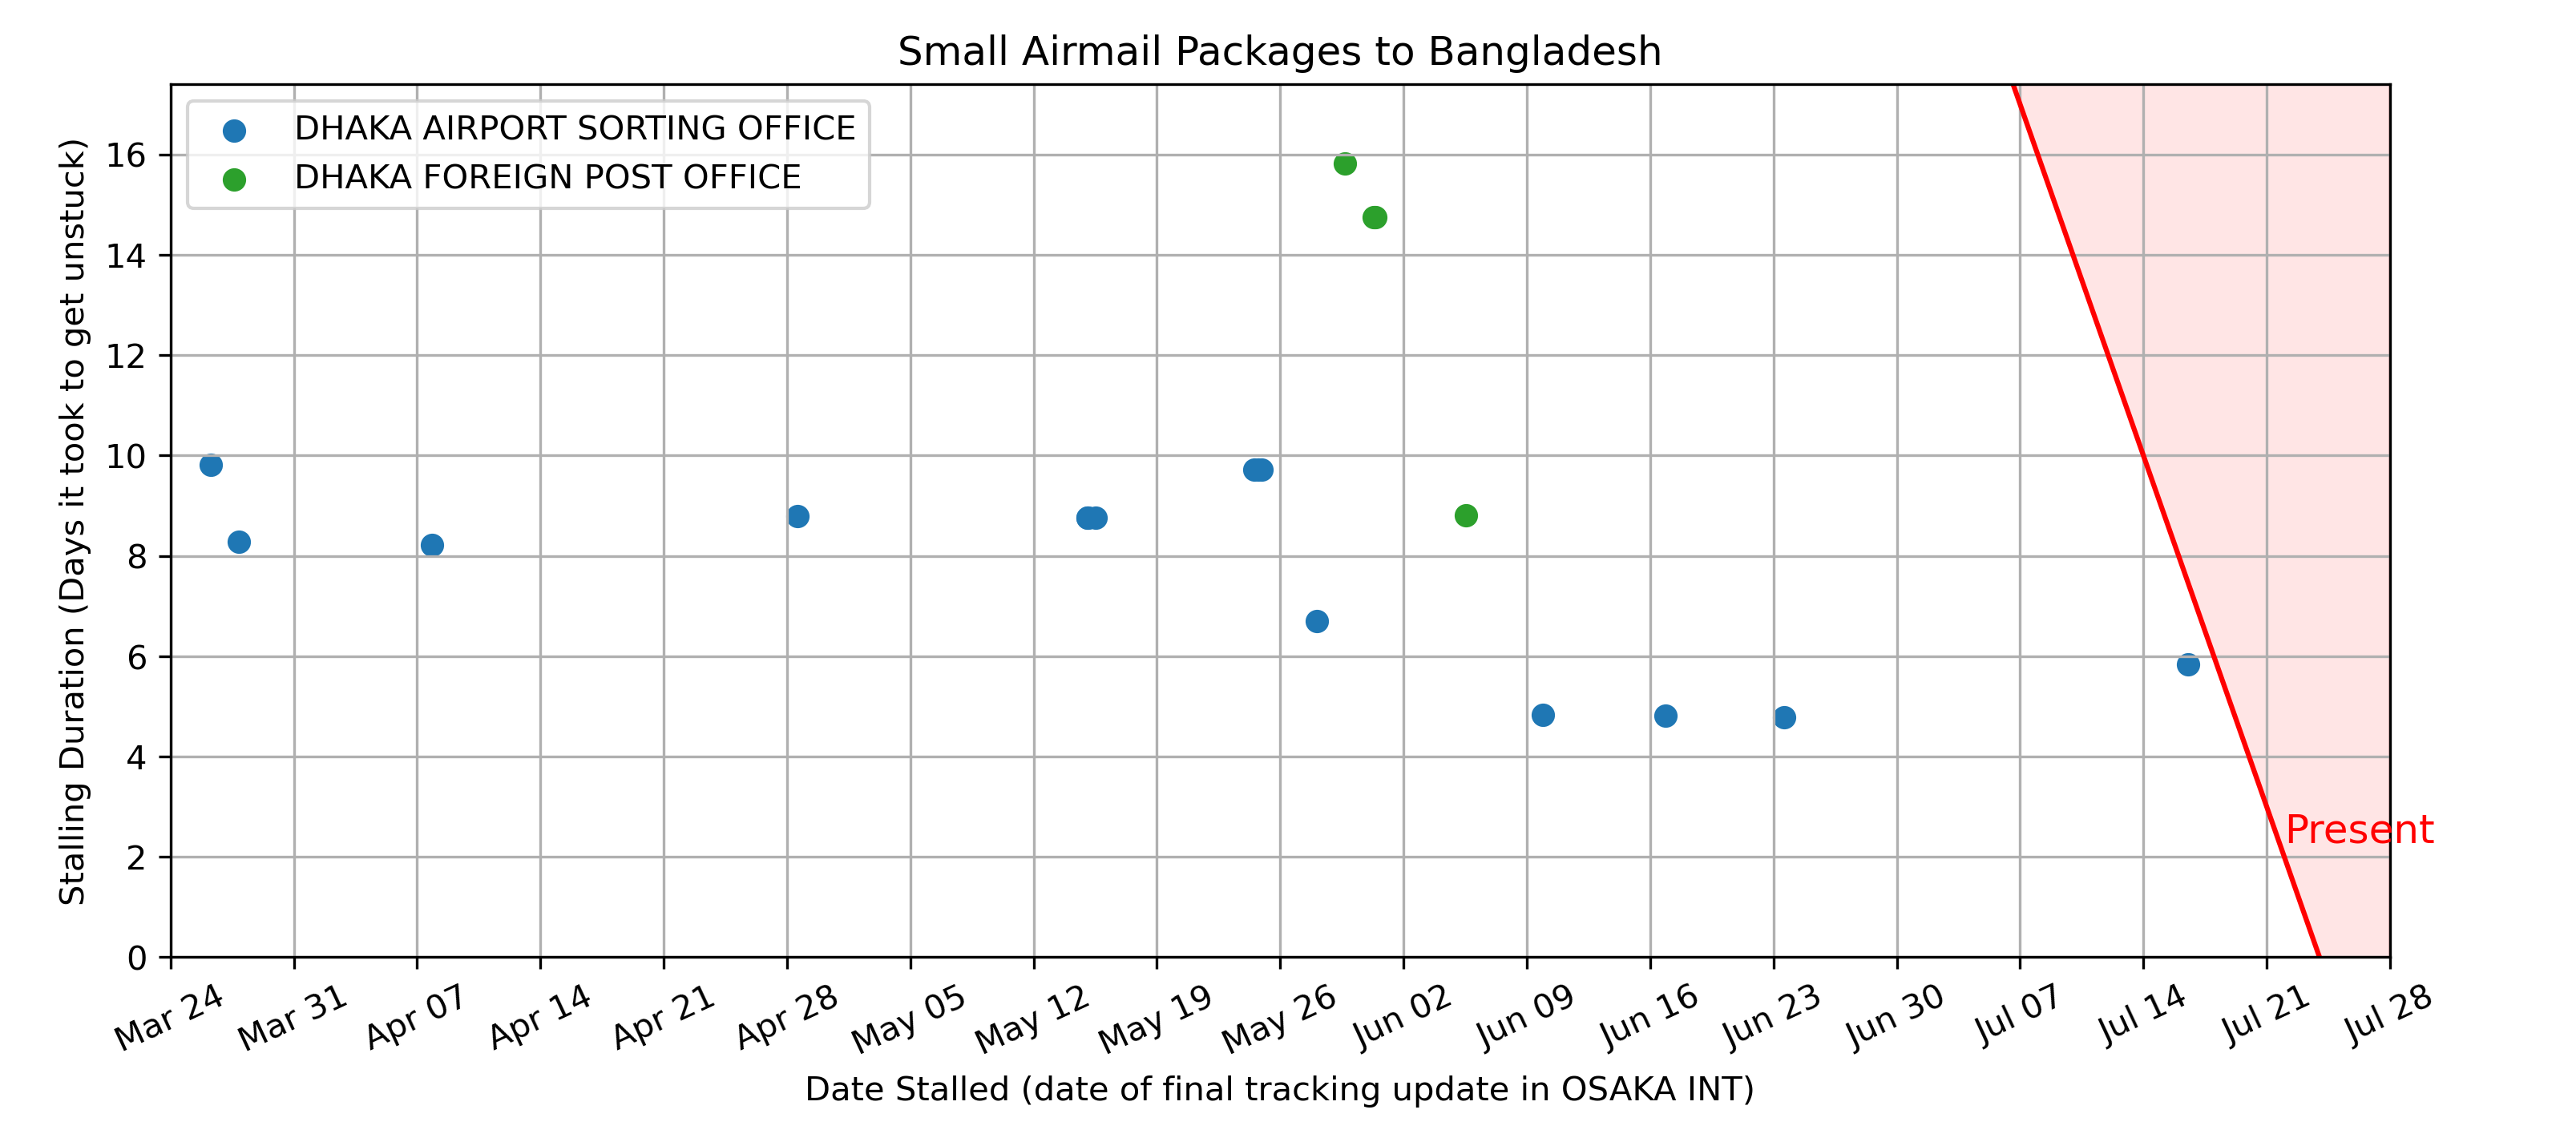 Small Airmail Packages to Bangladesh
DHAKA AIRPORT SORTING OFFICE
DHAKA FOREIGN POST OFFICE
Stalling Duration (Days it took to get unstuck)
16
14
12
10
8
6
4
2
0
Present
Mar 24
Mar 31
Apr 07
Apr 14
Apr 21
Apr 28
May 05
May 12
May 19
May 26
Jun 02
Jun 09
Jun 16
Jun 23
Jun 30
Jul 07
Jul 14
Jul 21
Jul 28
Date Stalled (date of final tracking update in OSAKA INT)